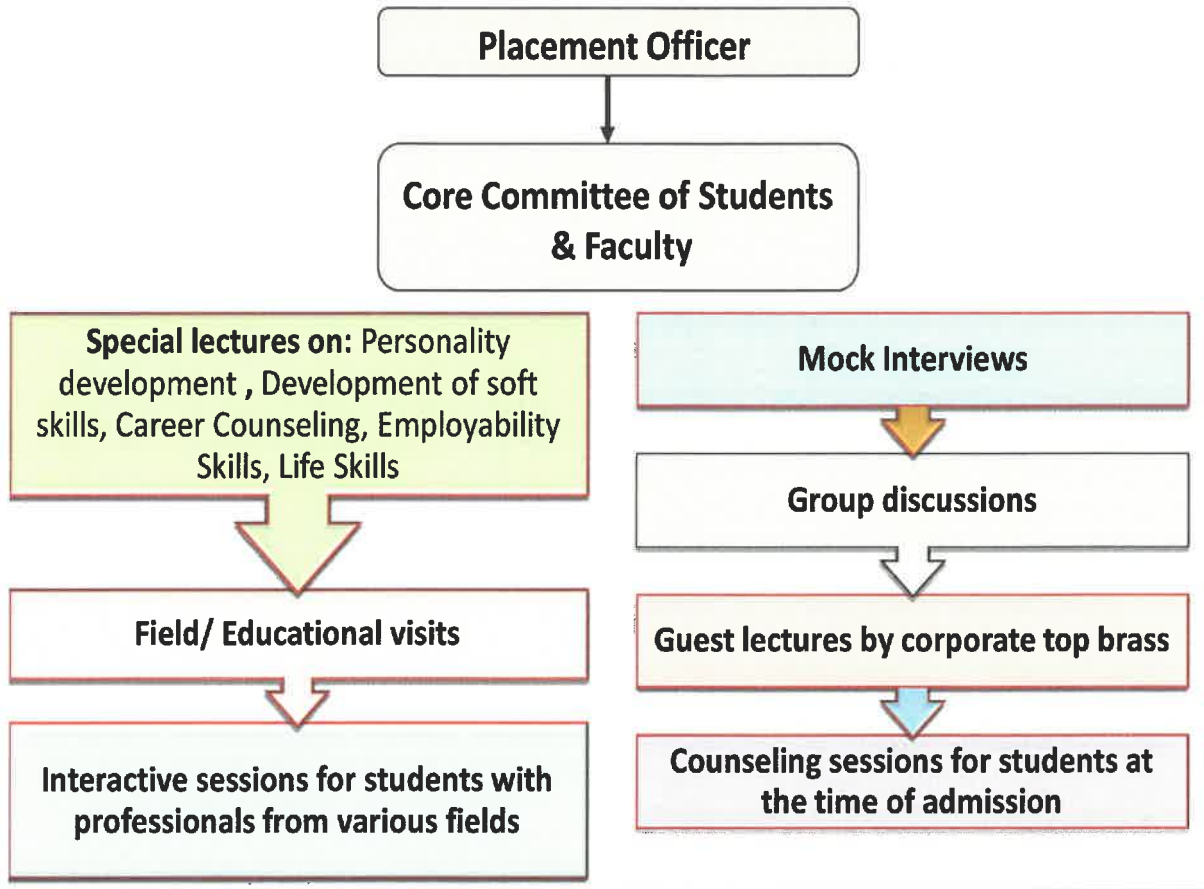 Placement Officer
Core Committee of Students
& Faculty
Special lectures on: Personality
development , Development of soft
skills, Career Counseling, Employability
Skills, Life Skills
Field/ Educational visits
Interactive sessions for students with
professionals from various fields
Mock Interviews
Group discussions
Guest lectures by corporate top brass
Counseling sessions for students at
the time of admission